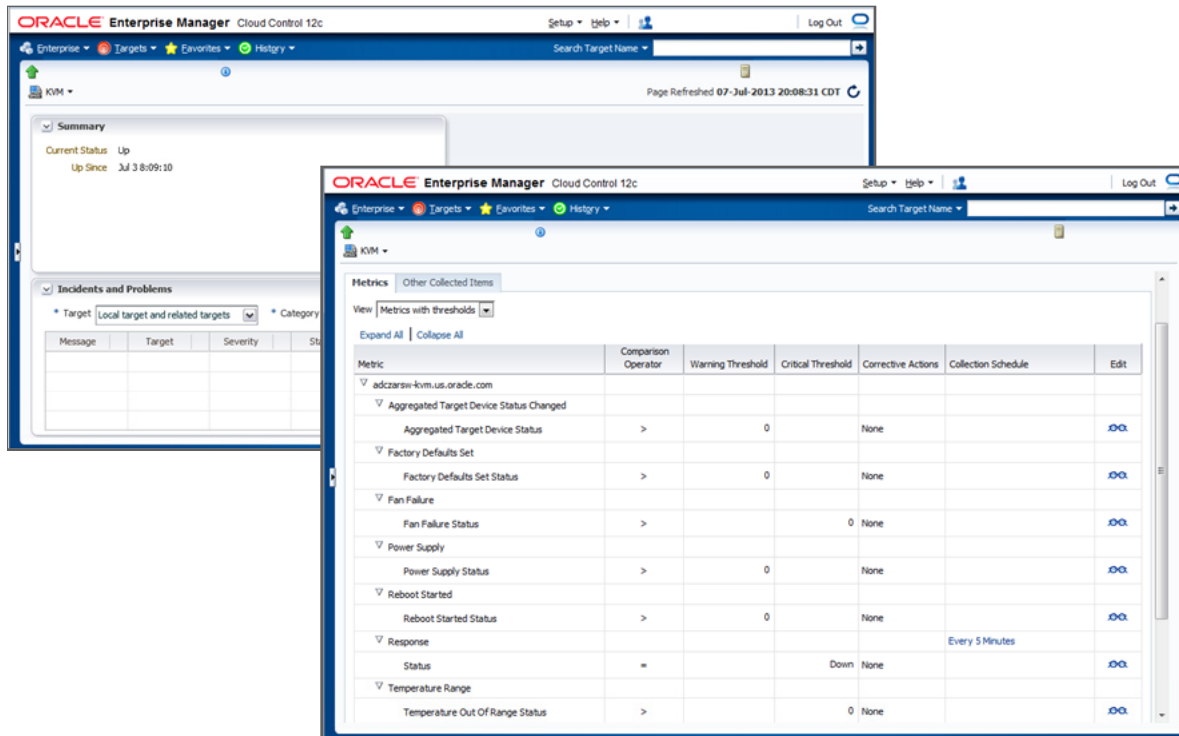 ORACLE Enterprise Manager Cloud Control 12c Setup Help Log Out
Enterprise Targets Favorites History Search Target Name
KVM Page Refreshed 07-Jul-2013 20:08:31 CDT
Summary
Current Status Up
Up Since Jul 3 8:09:10
Incidents and Problems
* Target Local target and related targets * Category
Message Target Severity Sta
ORACLE Enterprise Manager Cloud Control 12c Setup Help Log Out
Enterprise Targets Favorites History Search Target Name
KVM
Metrics Other Collected Items
View Metrics with thresholds
Expand All Collapse All
Metric Comparison Operator Warning Threshold Critical Threshold Corrective Actions Collection Schedule Edit
adczarsw-kvm.us.oracle.com
Aggregated Target Device Status Changed
Aggregated Target Device Status > 0 None
Factory Defaults Set
Factory Defaults Set Status > 0 None
Fan Failure
Fan Failure Status > 0 None
Power Supply
Power Supply Status > 0 None
Reboot Started
Reboot Started Status > 0 None
Response Every 5 Minutes
Status = Down None
Temperature Range
Temperature Out Of Range Status > 0 None